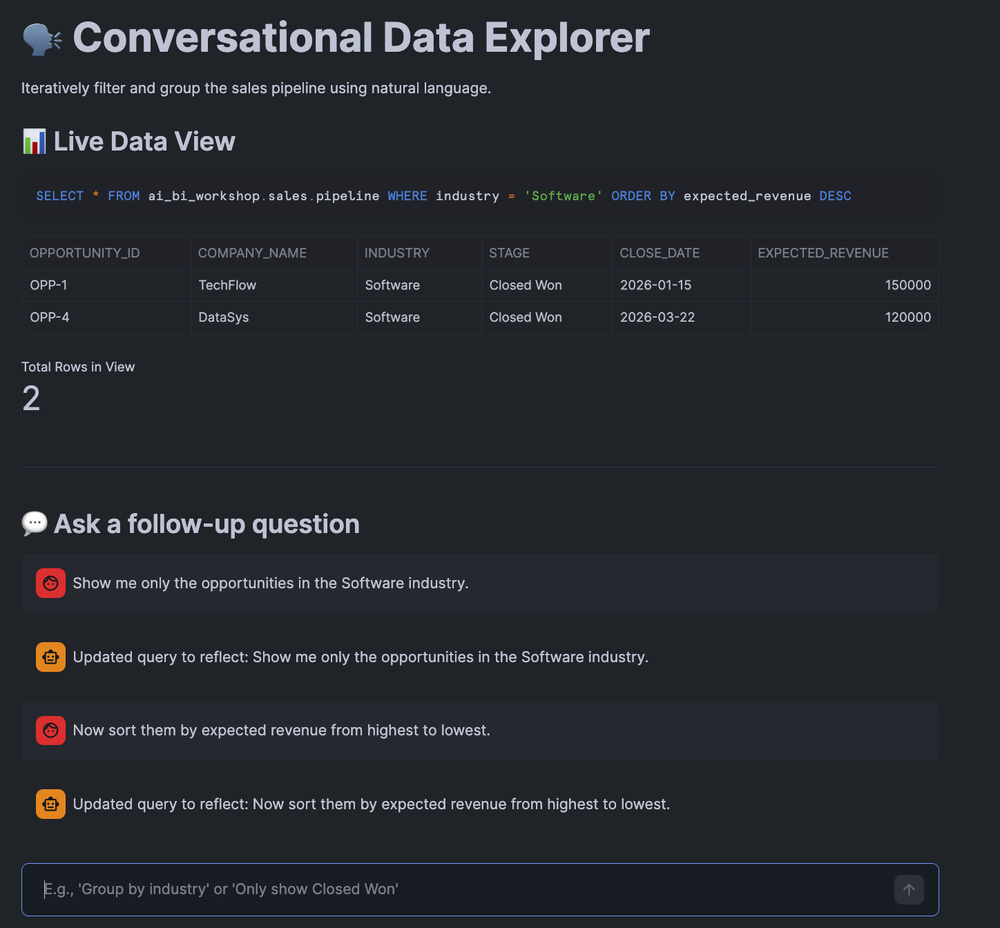 Conversational Data Explorer
Iteratively filter and group the sales pipeline using natural language.
Live Data View
SELECT * FROM ai_bi_workshop.sales.pipeline WHERE industry = 'Software' ORDER BY expected_revenue DESC
OPPORTUNITY_ID COMPANY_NAME INDUSTRY STAGE CLOSE_DATE EXPECTED_REVENUE
OPP-1 TechFlow Software Closed Won 2026-01-15 150000
OPP-4 DataSys Software Closed Won 2026-03-22 120000
Total Rows in View
2
Ask a follow-up question
Show me only the opportunities in the Software industry.
Updated query to reflect: Show me only the opportunities in the Software industry.
Now sort them by expected revenue from highest to lowest.
Updated query to reflect: Now sort them by expected revenue from highest to lowest.
E.g., 'Group by industry' or 'Only show Closed Won'